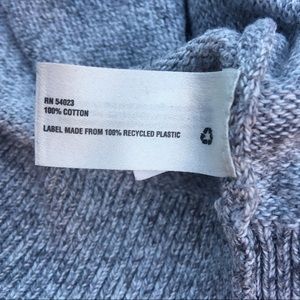 RN 54023
100% COTTON
LABEL MADE FROM 100% RECYCLED PLASTIC